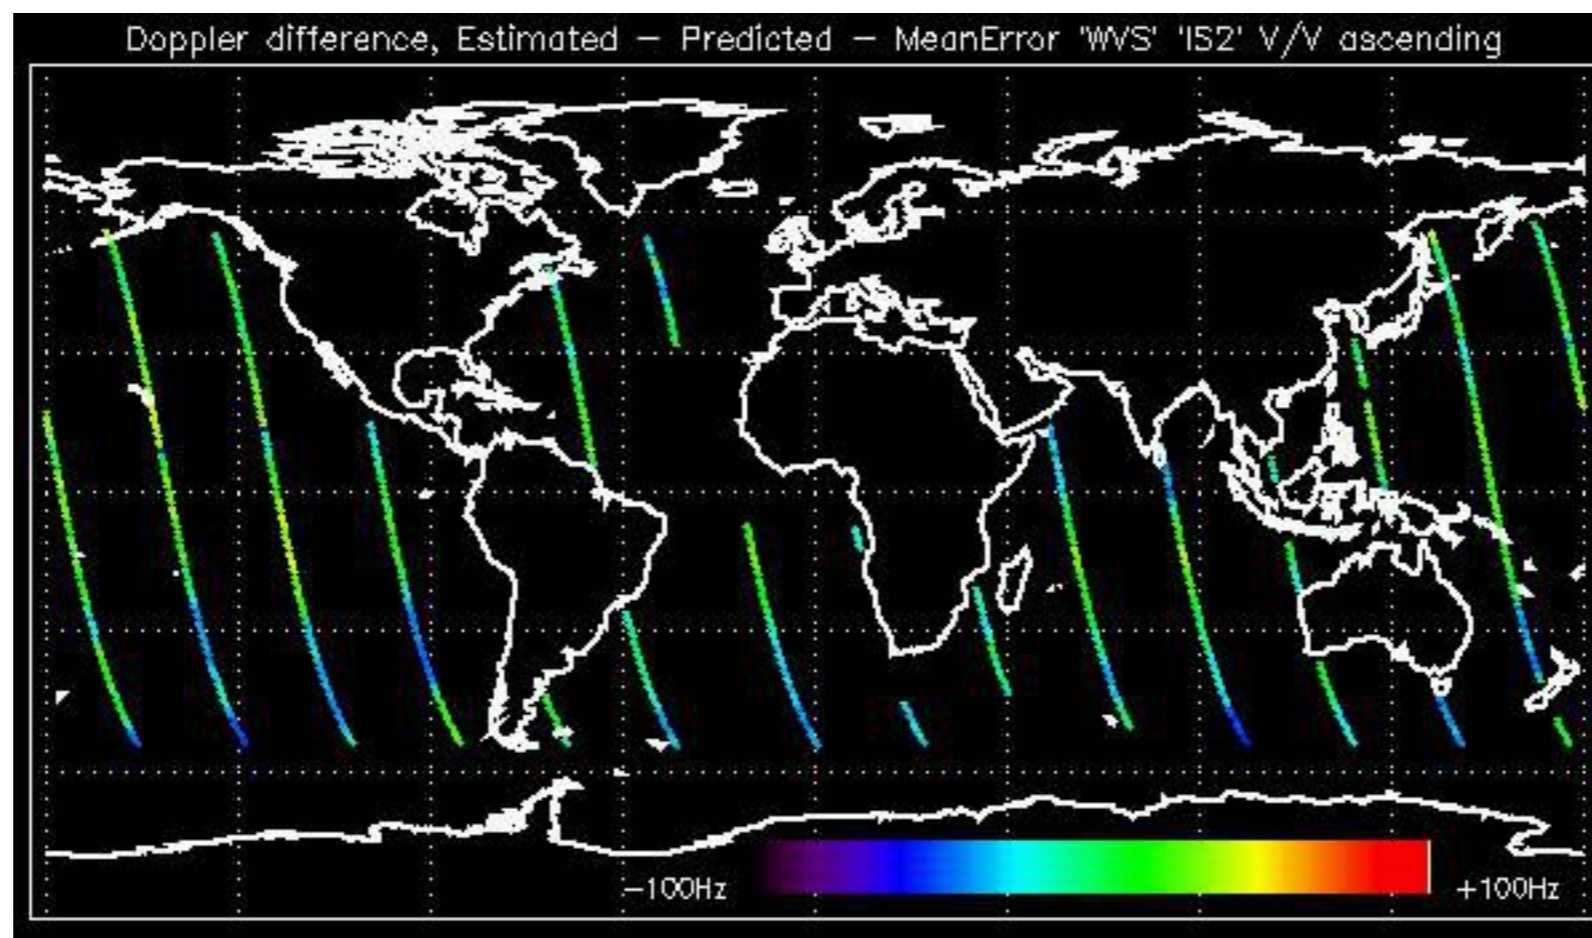 Doppler difference, Estimated – Predicted – MeanError 'WVS' 'IS2' V/V ascending
–100Hz
+100Hz